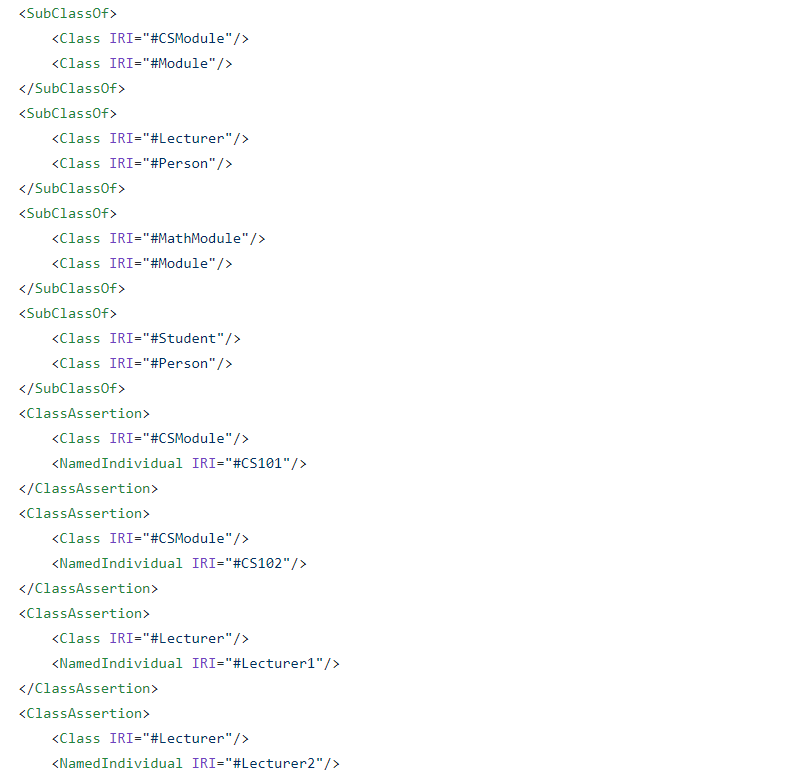 <SubClassOf>
    <Class IRI="#CSModule"/>
    <Class IRI="#Module"/>
</SubClassOf>
<SubClassOf>
    <Class IRI="#Lecturer"/>
    <Class IRI="#Person"/>
</SubClassOf>
<SubClassOf>
    <Class IRI="#MathModule"/>
    <Class IRI="#Module"/>
</SubClassOf>
<SubClassOf>
    <Class IRI="#Student"/>
    <Class IRI="#Person"/>
</SubClassOf>
<ClassAssertion>
    <Class IRI="#CSModule"/>
    <NamedIndividual IRI="#CS101"/>
</ClassAssertion>
<ClassAssertion>
    <Class IRI="#CSModule"/>
    <NamedIndividual IRI="#CS102"/>
</ClassAssertion>
<ClassAssertion>
    <Class IRI="#Lecturer"/>
    <NamedIndividual IRI="#Lecturer1"/>
</ClassAssertion>
<ClassAssertion>
    <Class IRI="#Lecturer"/>
    <NamedIndividual IRI="#Lecturer2"/>